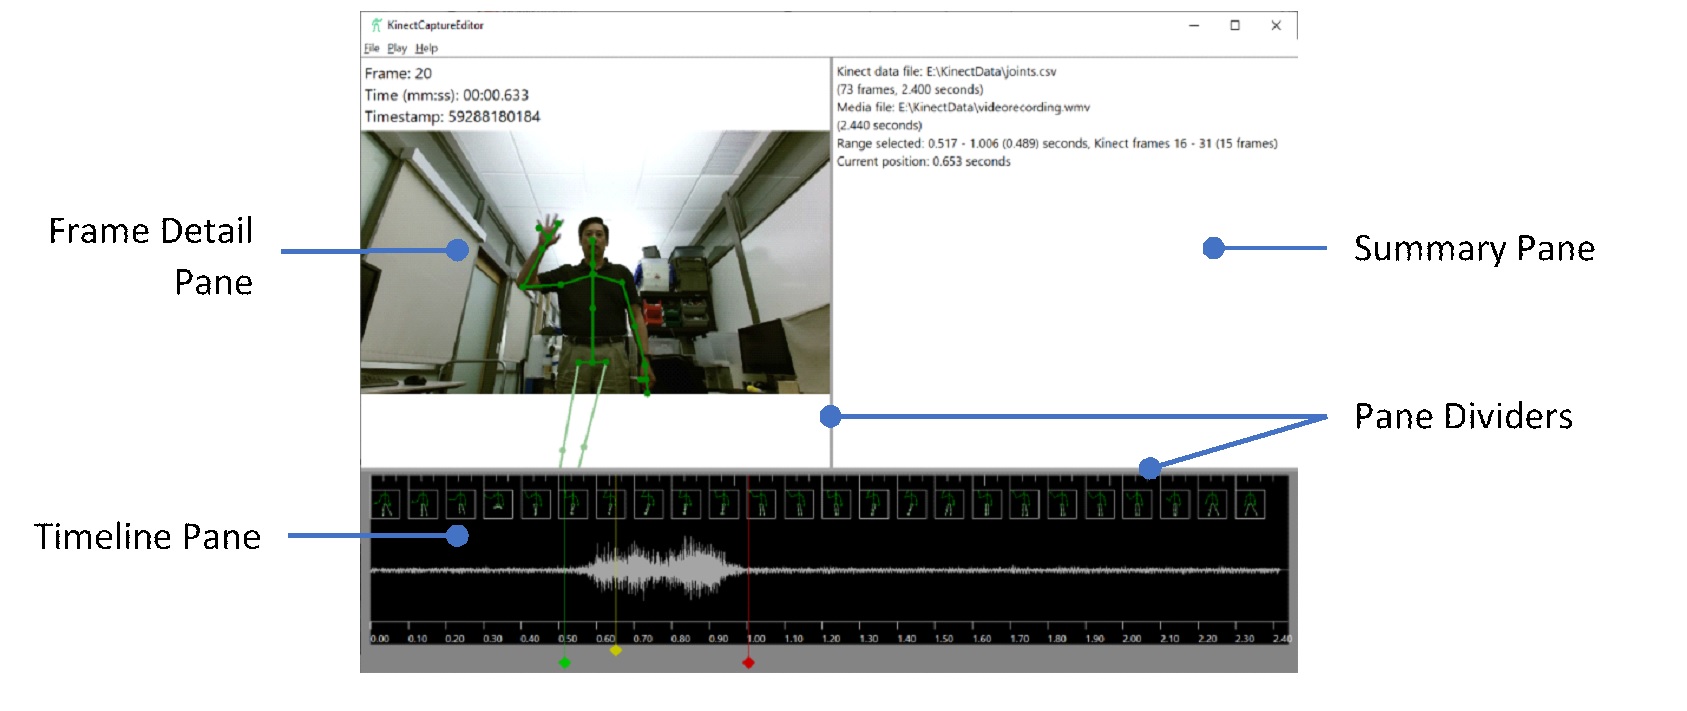 KinectCaptureEditor
File Play Help
Frame: 20
Time (mm:ss): 00:00.633
Timestamp: 59288180184
Kinect data file: E:\KinectData\joints.csv
(73 frames, 2.400 seconds)
Media file: E:\KinectData\videorecording.wmv
(2.440 seconds)
Range selected: 0.517 - 1.006 (0.489) seconds, Kinect frames 16 - 31 (15 frames)
Current position: 0.653 seconds
Frame Detail
Pane
Summary Pane
Pane Dividers
Timeline Pane
0.00 0.10 0.20 0.30 0.40 0.50 0.60 0.70 0.80 0.90 1.00 1.10 1.20 1.30 1.40 1.50 1.60 1.70 1.80 1.90 2.00 2.10 2.20 2.30 2.40